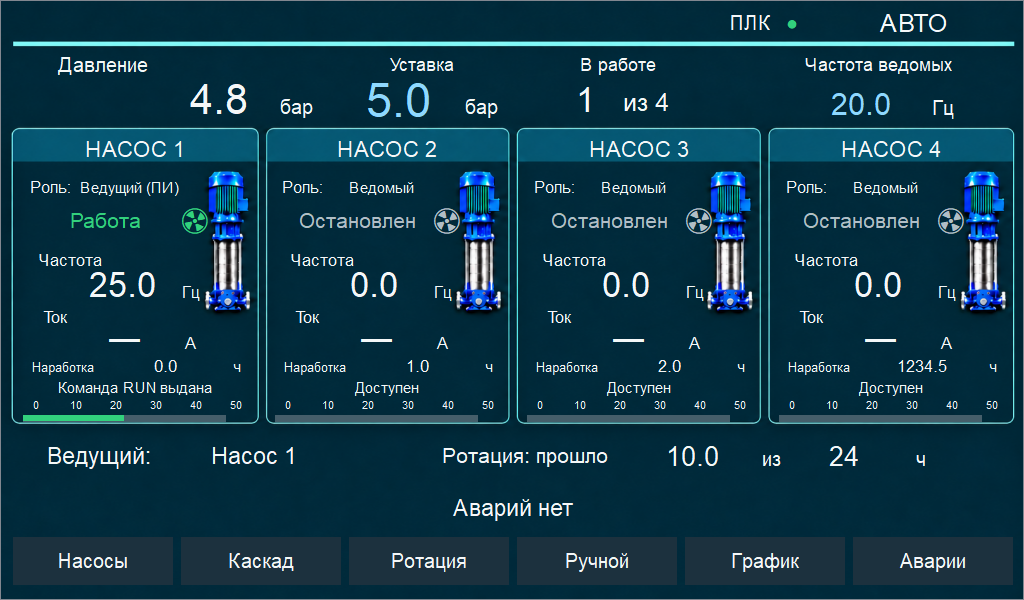 ПЛК АВТО
Давление Уставка В работе Частота ведомых
4.8 бар 5.0 бар 1 из 4 20.0 Гц
НАСОС 1
Роль: Ведущий (ПИ)
Работа
Частота
25.0 Гц
Ток
— А
Наработка 0.0 ч
Команда RUN выдана
0 10 20 30 40 50
НАСОС 2
Роль: Ведомый
Остановлен
Частота
0.0 Гц
Ток
— А
Наработка 1.0 ч
Доступен
0 10 20 30 40 50
НАСОС 3
Роль: Ведомый
Остановлен
Частота
0.0 Гц
Ток
— А
Наработка 2.0 ч
Доступен
0 10 20 30 40 50
НАСОС 4
Роль: Ведомый
Остановлен
Частота
0.0 Гц
Ток
— А
Наработка 1234.5 ч
Доступен
0 10 20 30 40 50
Ведущий: Насос 1 Ротация: прошло 10.0 из 24 ч
Аварий нет
Насосы Каскад Ротация Ручной График Аварии